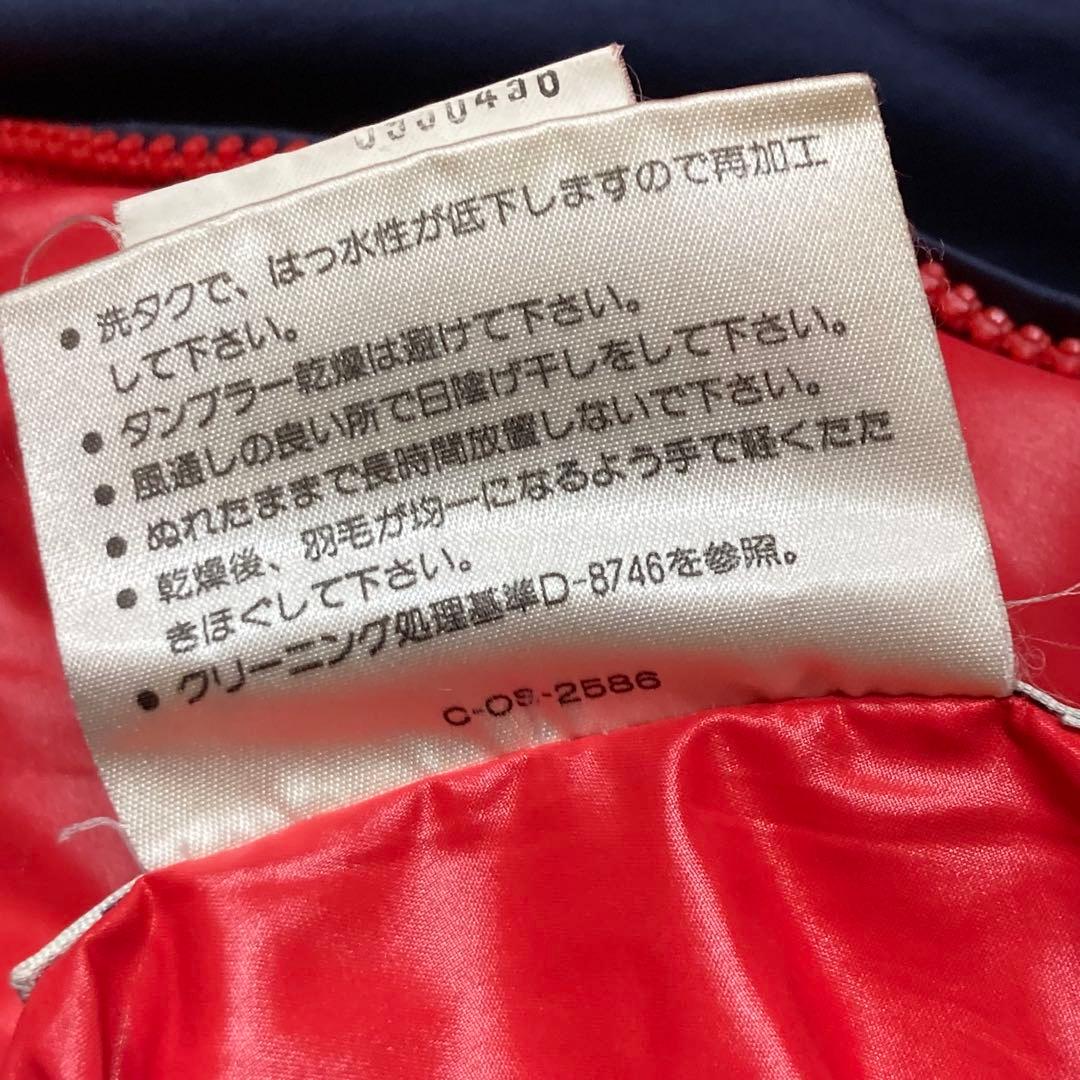 0390430
• 洗タクで、はっ水性が低下しますので再加工
して下さい。
• タンブラー乾燥は避けて下さい。
• 風通しの良い所で日陰げ干しをして下さい。
• ぬれたままで長時間放置しないで下さい。
• 乾燥後、羽毛が均一になるよう手で軽くたた
きほぐして下さい。
• クリーニング処理基準D-8746を参照。
C-09-2586